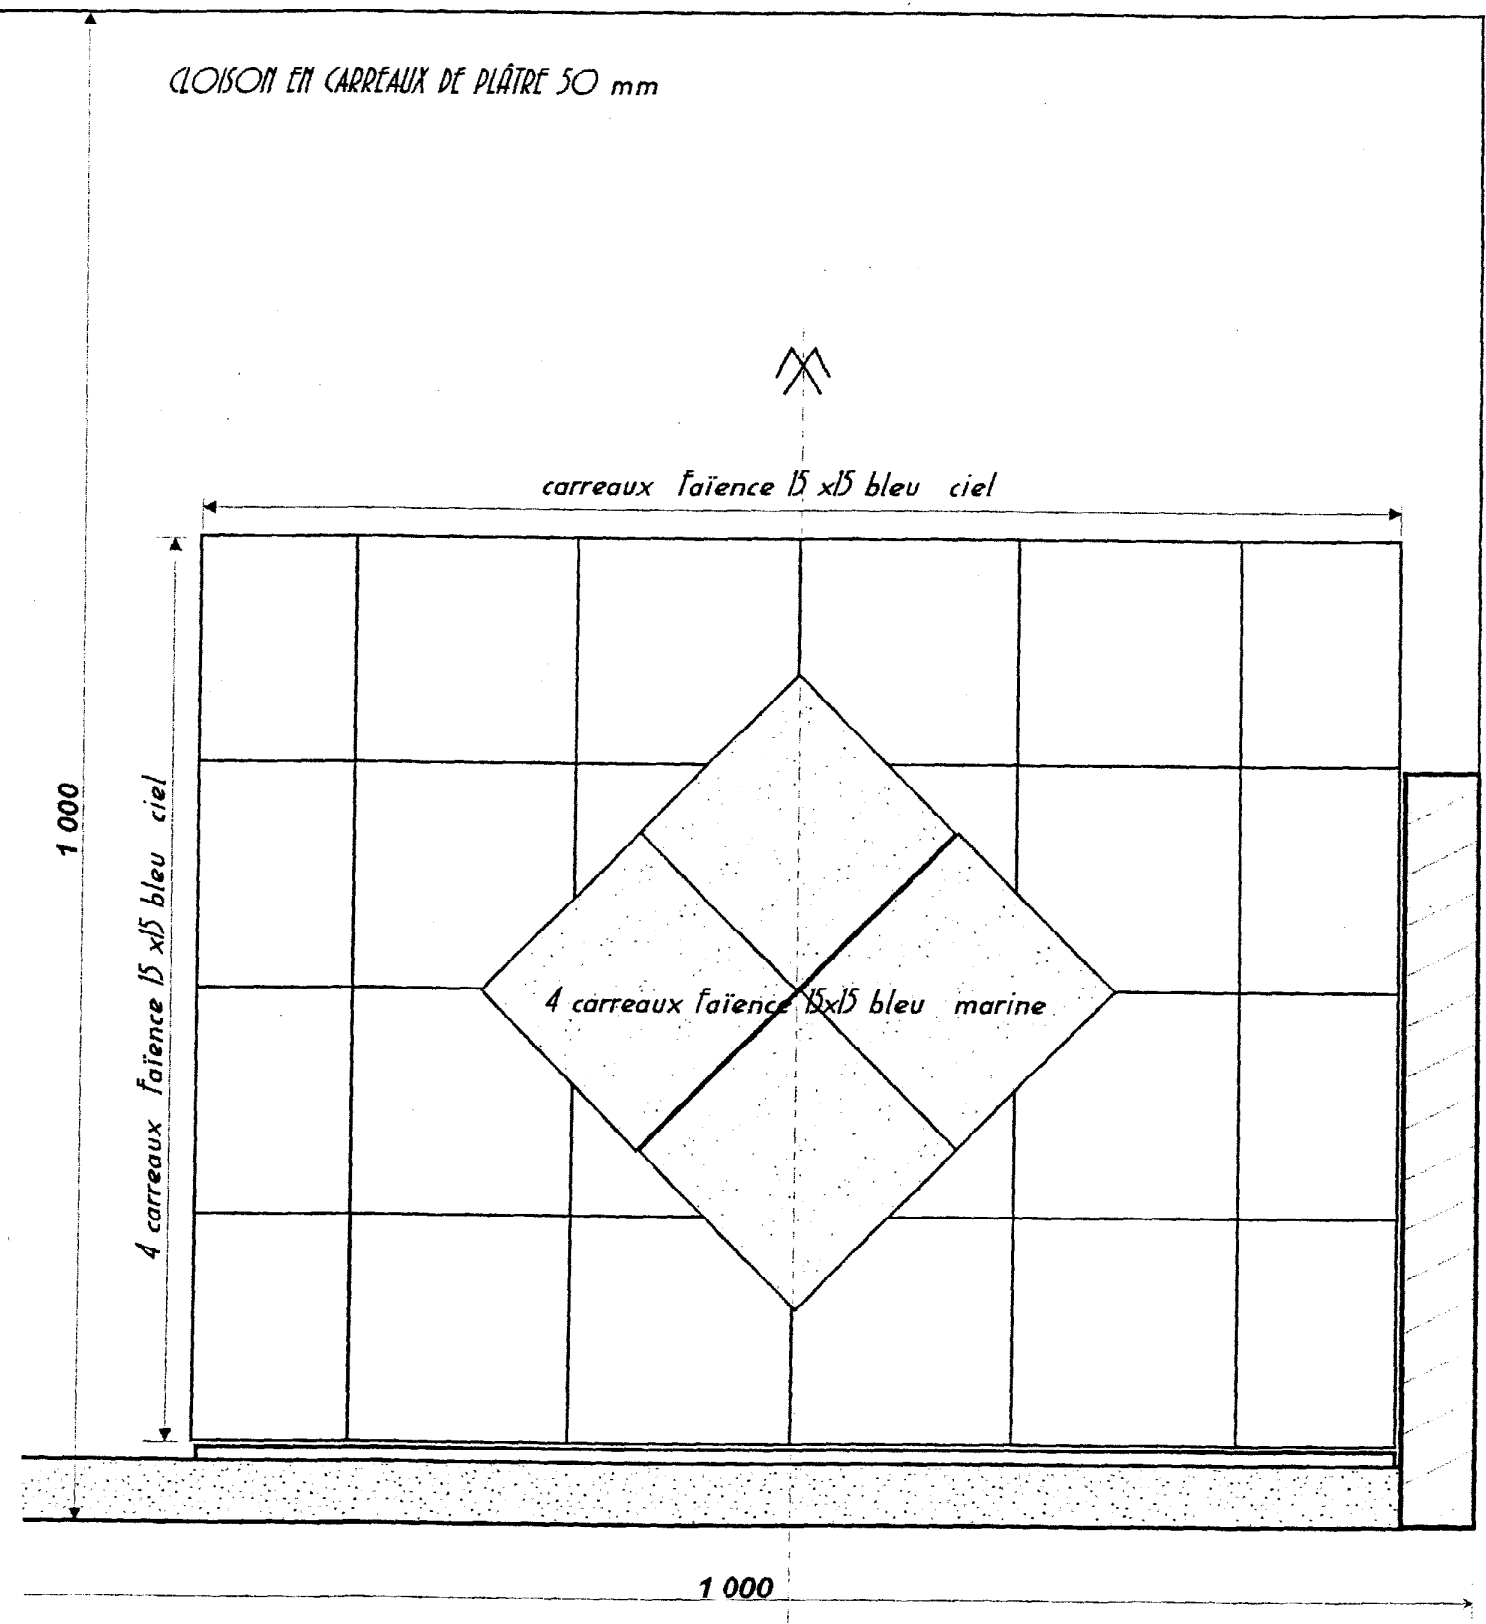 CLOISON EN CARREAUX DE PLÂTRE 50 mm
carreaux faïence 15 x15 bleu ciel
1 000
4 carreaux faïence 15 x15 bleu ciel
4 carreaux faïence 15x15 bleu marine
1 000